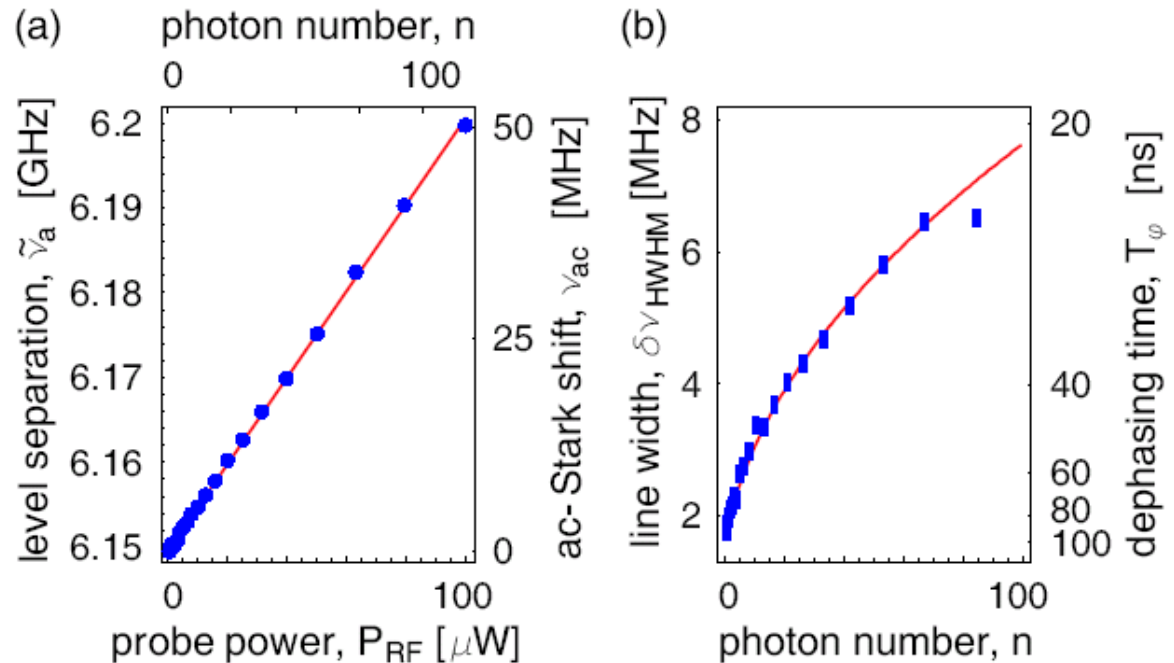 (a)
photon number, n
0 100
level separation, ν̃a [GHz]
6.2
6.19
6.18
6.17
6.16
6.15
50
25
0
ac-Stark shift, νac [MHz]
0 100
probe power, PRF [μW]
(b)
line width, δνHWHM [MHz]
8
6
4
2
20
40
60
80
100
dephasing time, Tφ [ns]
0 100
photon number, n